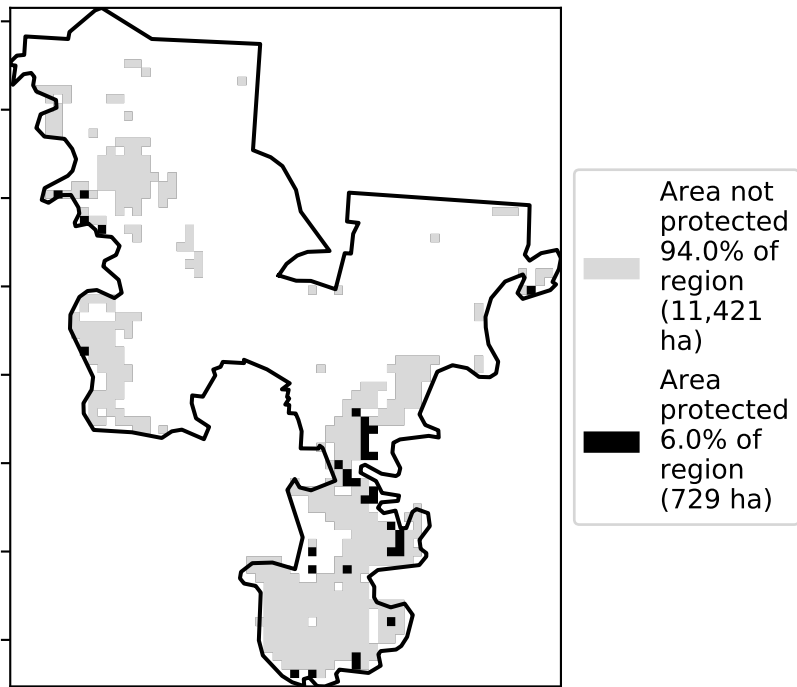 Area not
protected
94.0% of
region
(11,421
ha)
Area
protected
6.0% of
region
(729 ha)